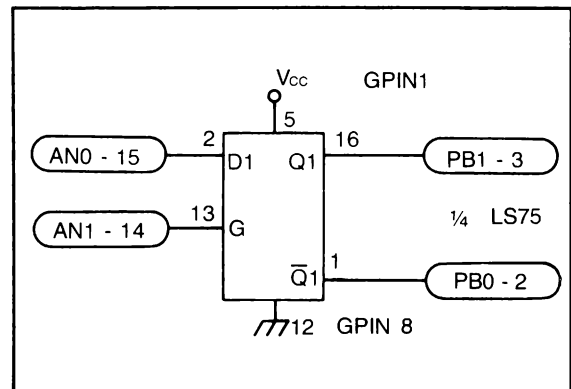 Vcc GPIN1
5
2 16
AN0 - 15 D1 Q1 PB1 - 3
13 ¼ LS75
AN1 - 14 G
1
Q̅1 PB0 - 2
12 GPIN 8